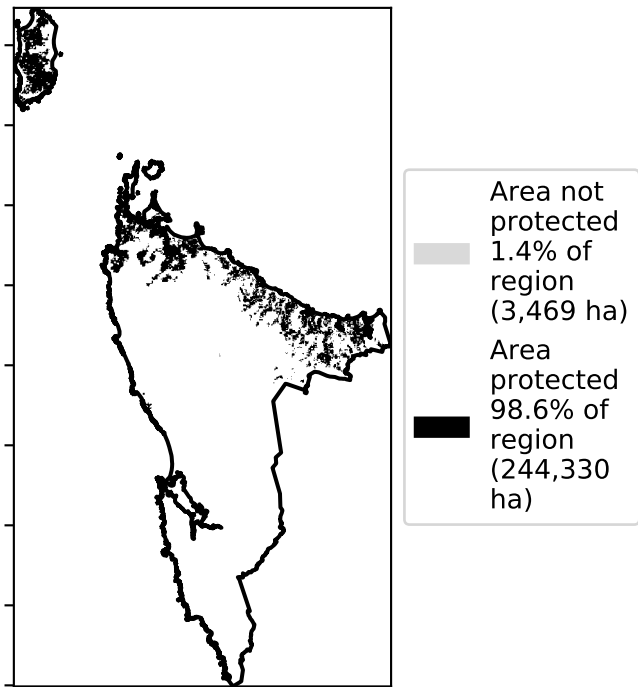 Area not
protected
1.4% of
region
(3,469 ha)
Area
protected
98.6% of
region
(244,330
ha)